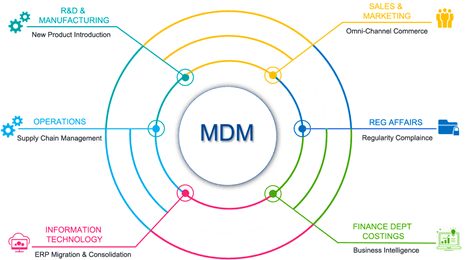 R&D &
MANUFACTURING
New Product Introduction
SALES &
MARKETING
Omni-Channel Commerce
OPERATIONS
Supply Chain Management
MDM
REG AFFAIRS
Regularity Complaince
INFORMATION
TECHNOLOGY
ERP Migration & Consolidation
FINANCE DEPT
COSTINGS
Business Intelligence